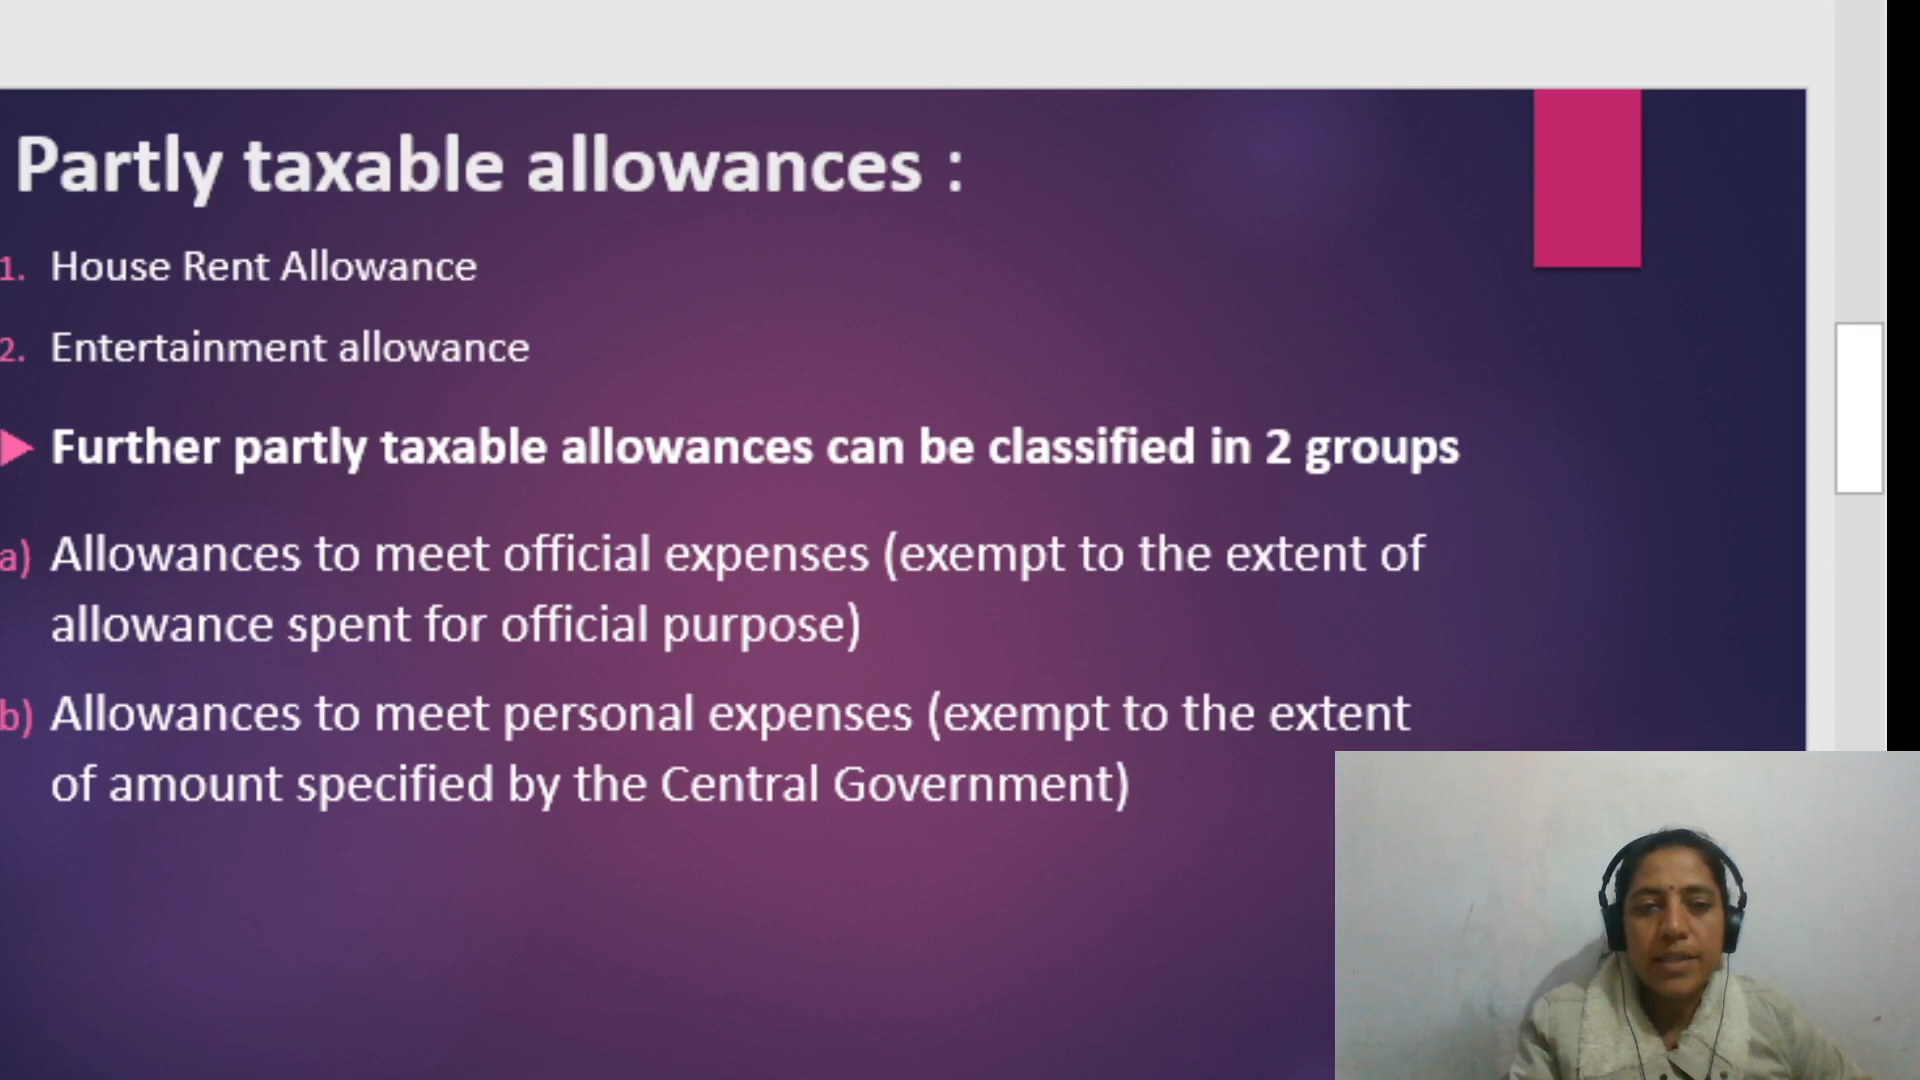 Partly taxable allowances :
1. House Rent Allowance
2. Entertainment allowance
Further partly taxable allowances can be classified in 2 groups
a) Allowances to meet official expenses (exempt to the extent of
allowance spent for official purpose)
b) Allowances to meet personal expenses (exempt to the extent
of amount specified by the Central Government)